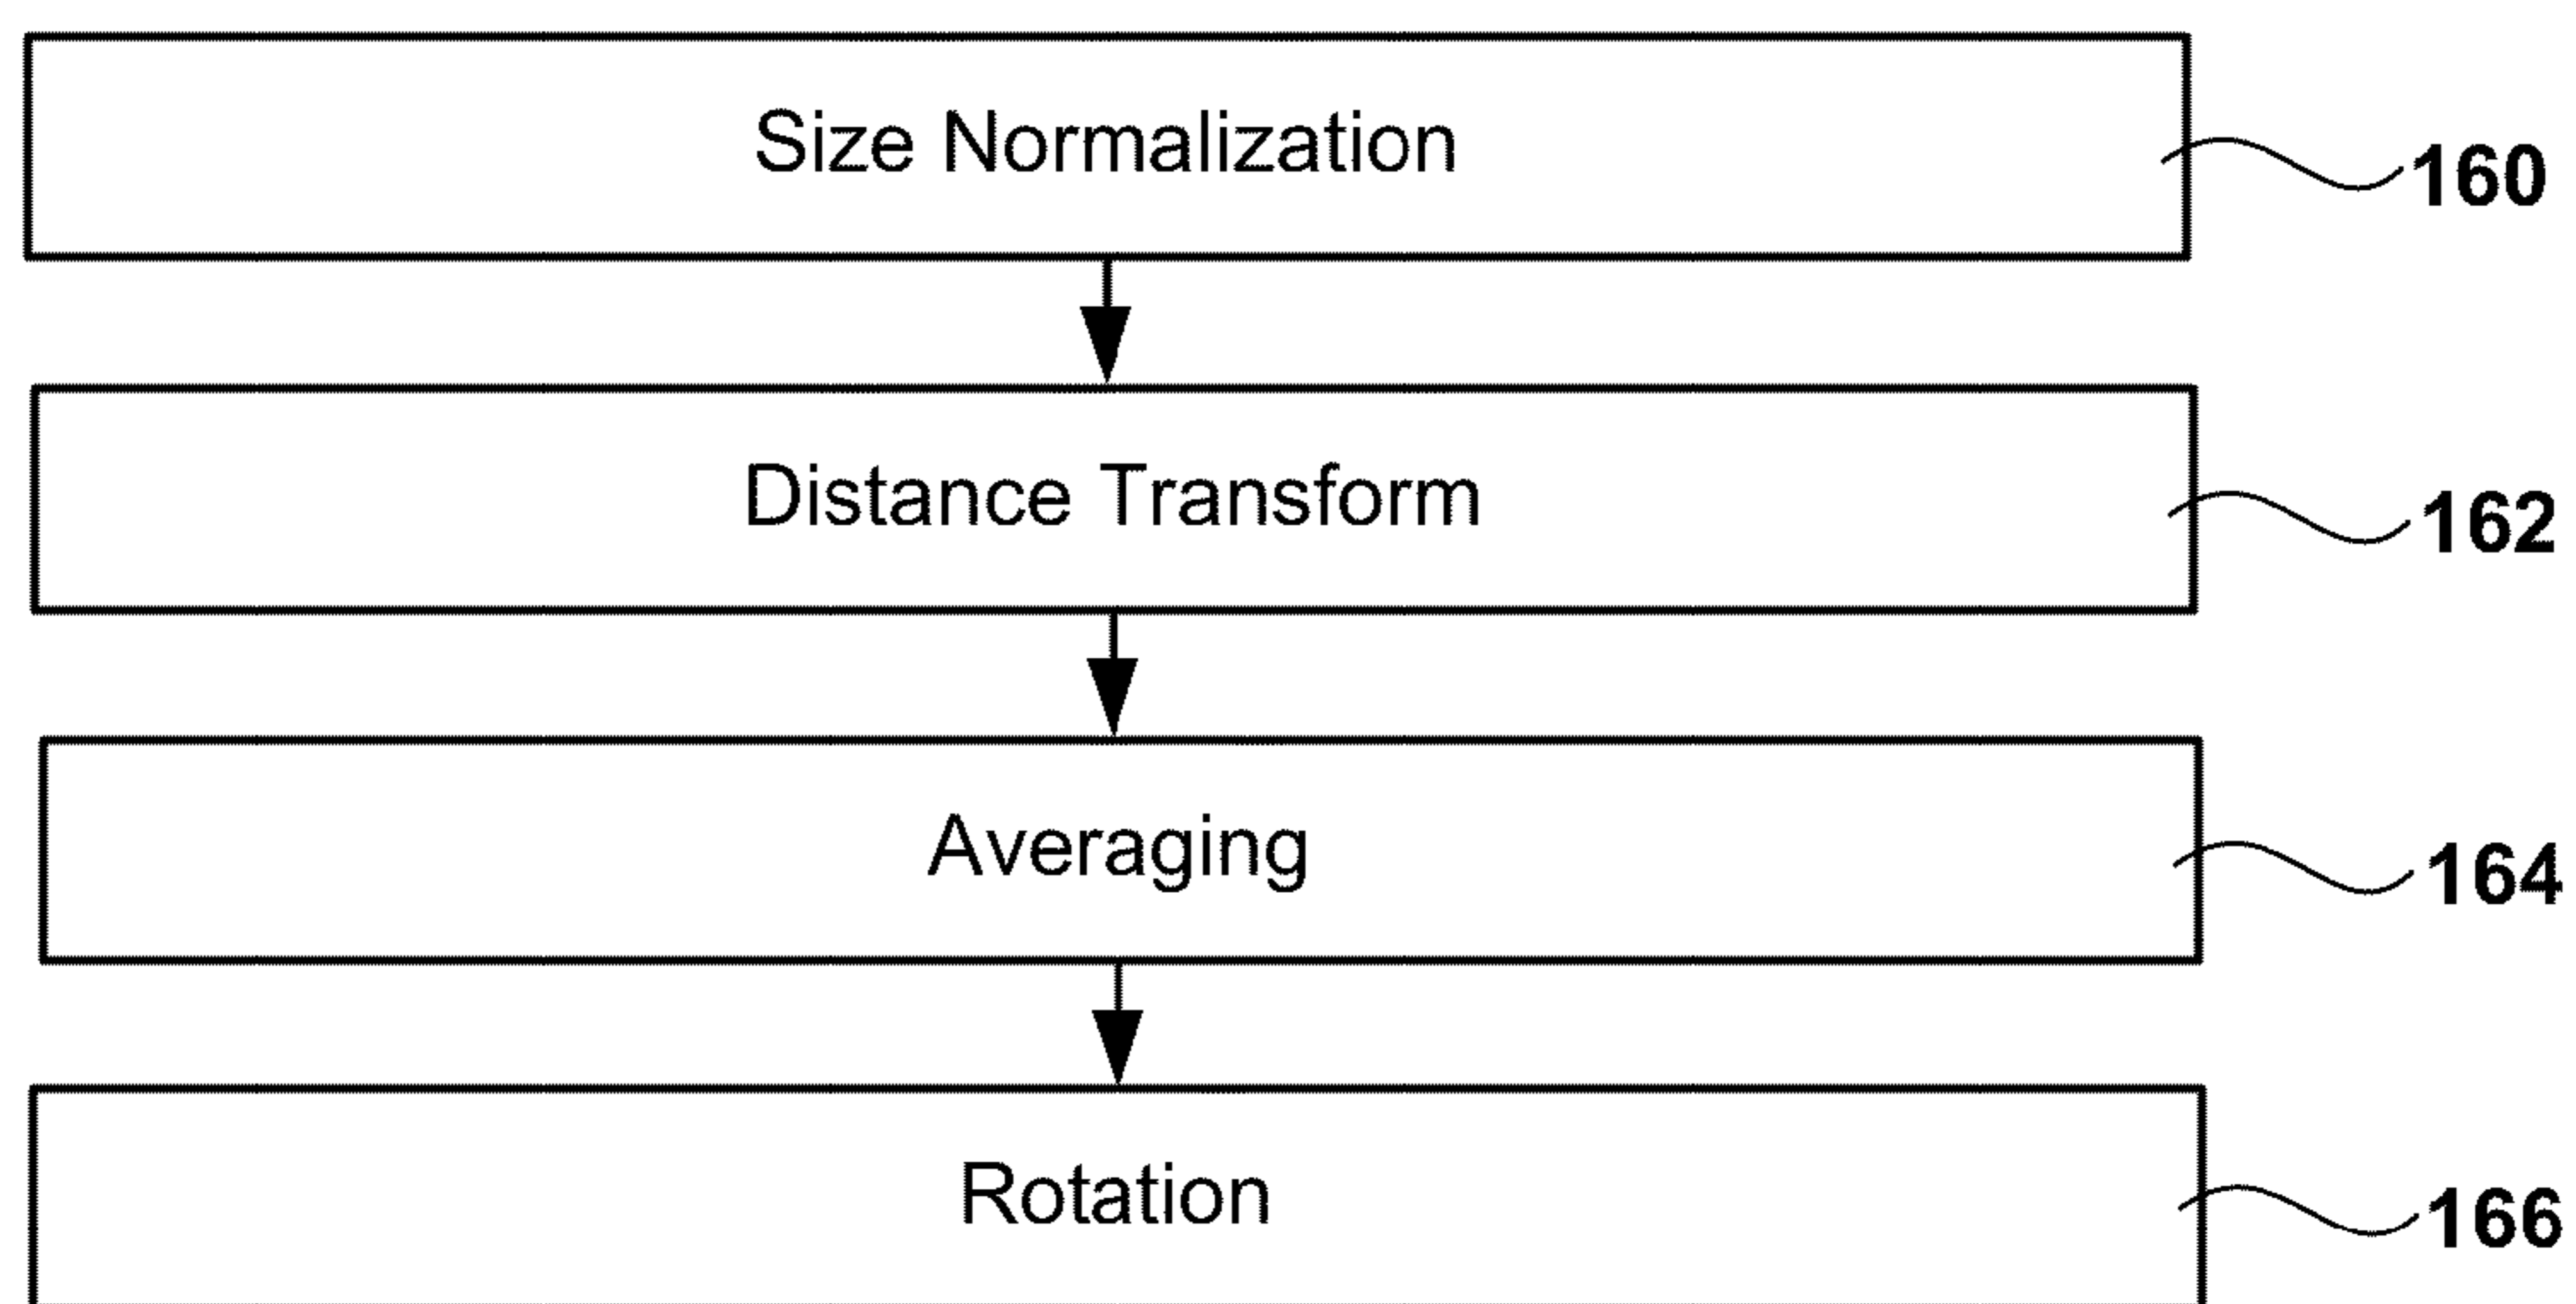 Size Normalization
160
Distance Transform
162
Averaging
164
Rotation
166